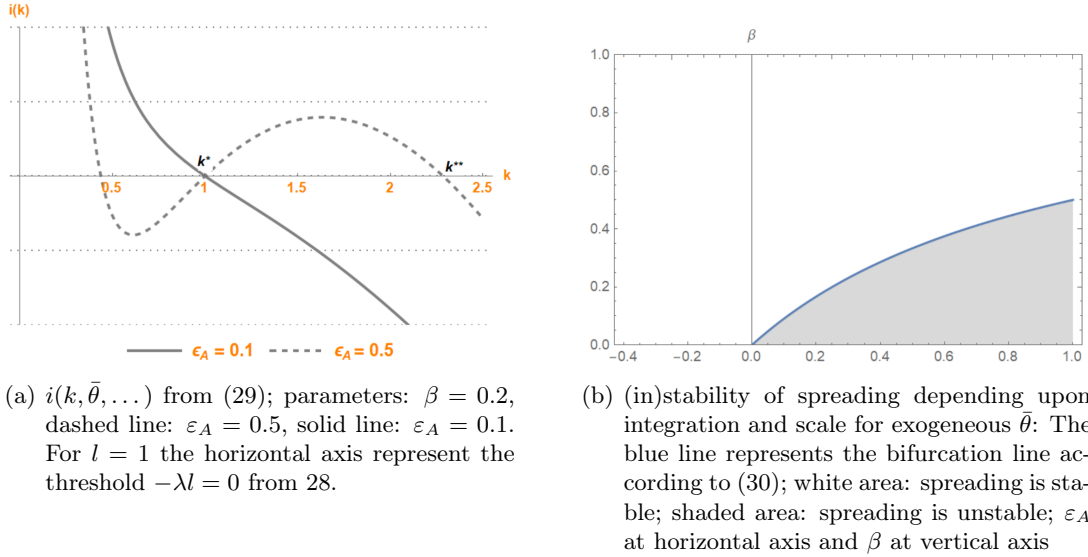 i(k)
k*
k**
0.5
1
1.5
2
2.5
k
ϵA = 0.1
ϵA = 0.5
β
1.0
0.8
0.6
0.4
0.2
0.0
−0.4
−0.2
0.0
0.2
0.4
0.6
0.8
1.0
(a) i(k, θ̄, . . . ) from (29); parameters: β = 0.2,
dashed line: εA = 0.5, solid line: εA = 0.1.
For l = 1 the horizontal axis represent the
threshold −λl = 0 from 28.
(b) (in)stability of spreading depending upon
integration and scale for exogeneous θ̄: The
blue line represents the bifurcation line ac-
cording to (30); white area: spreading is sta-
ble; shaded area: spreading is unstable; εA
at horizontal axis and β at vertical axis